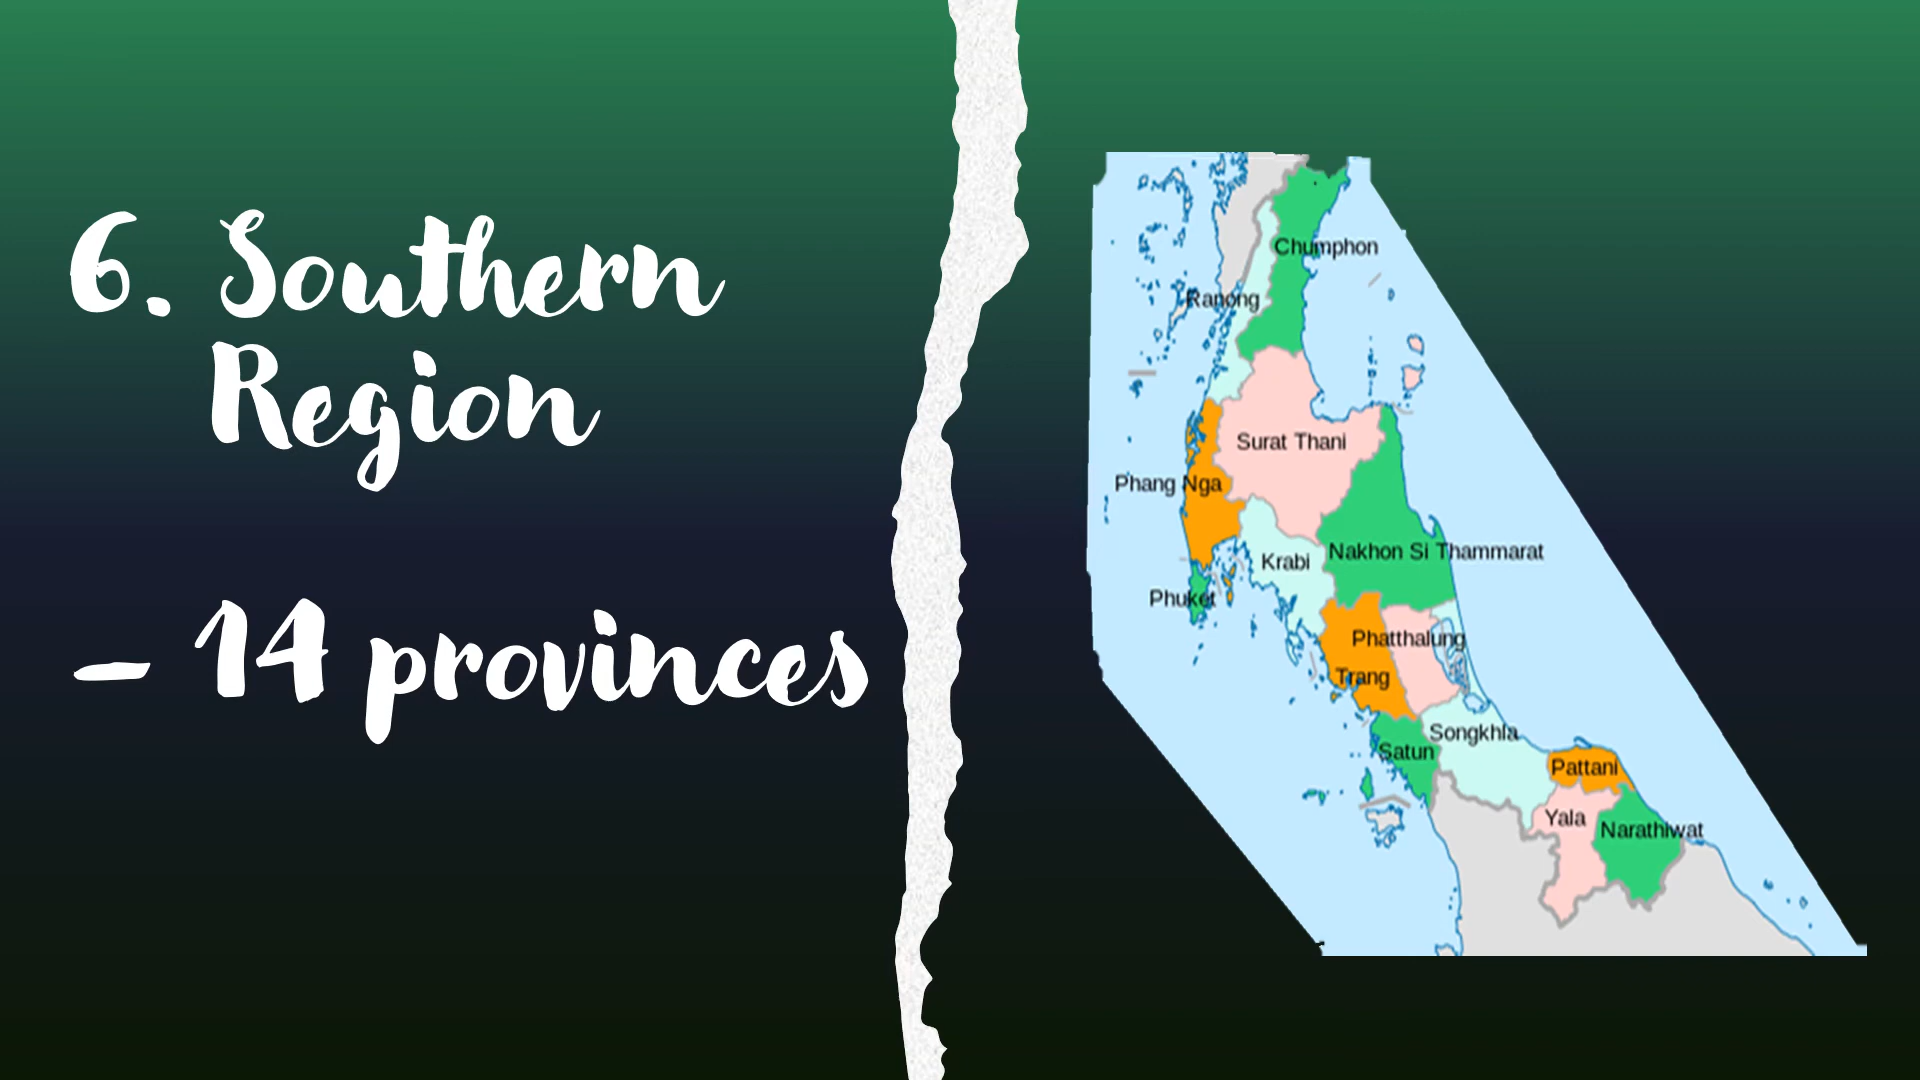 6. Southern
Region
- 14 provinces
Chumphon
Ranong
Surat Thani
Phang Nga
Nakhon Si Thammarat
Krabi
Phuket
Phatthalung
Trang
Songkhla
Satun
Pattani
Yala
Narathiwat